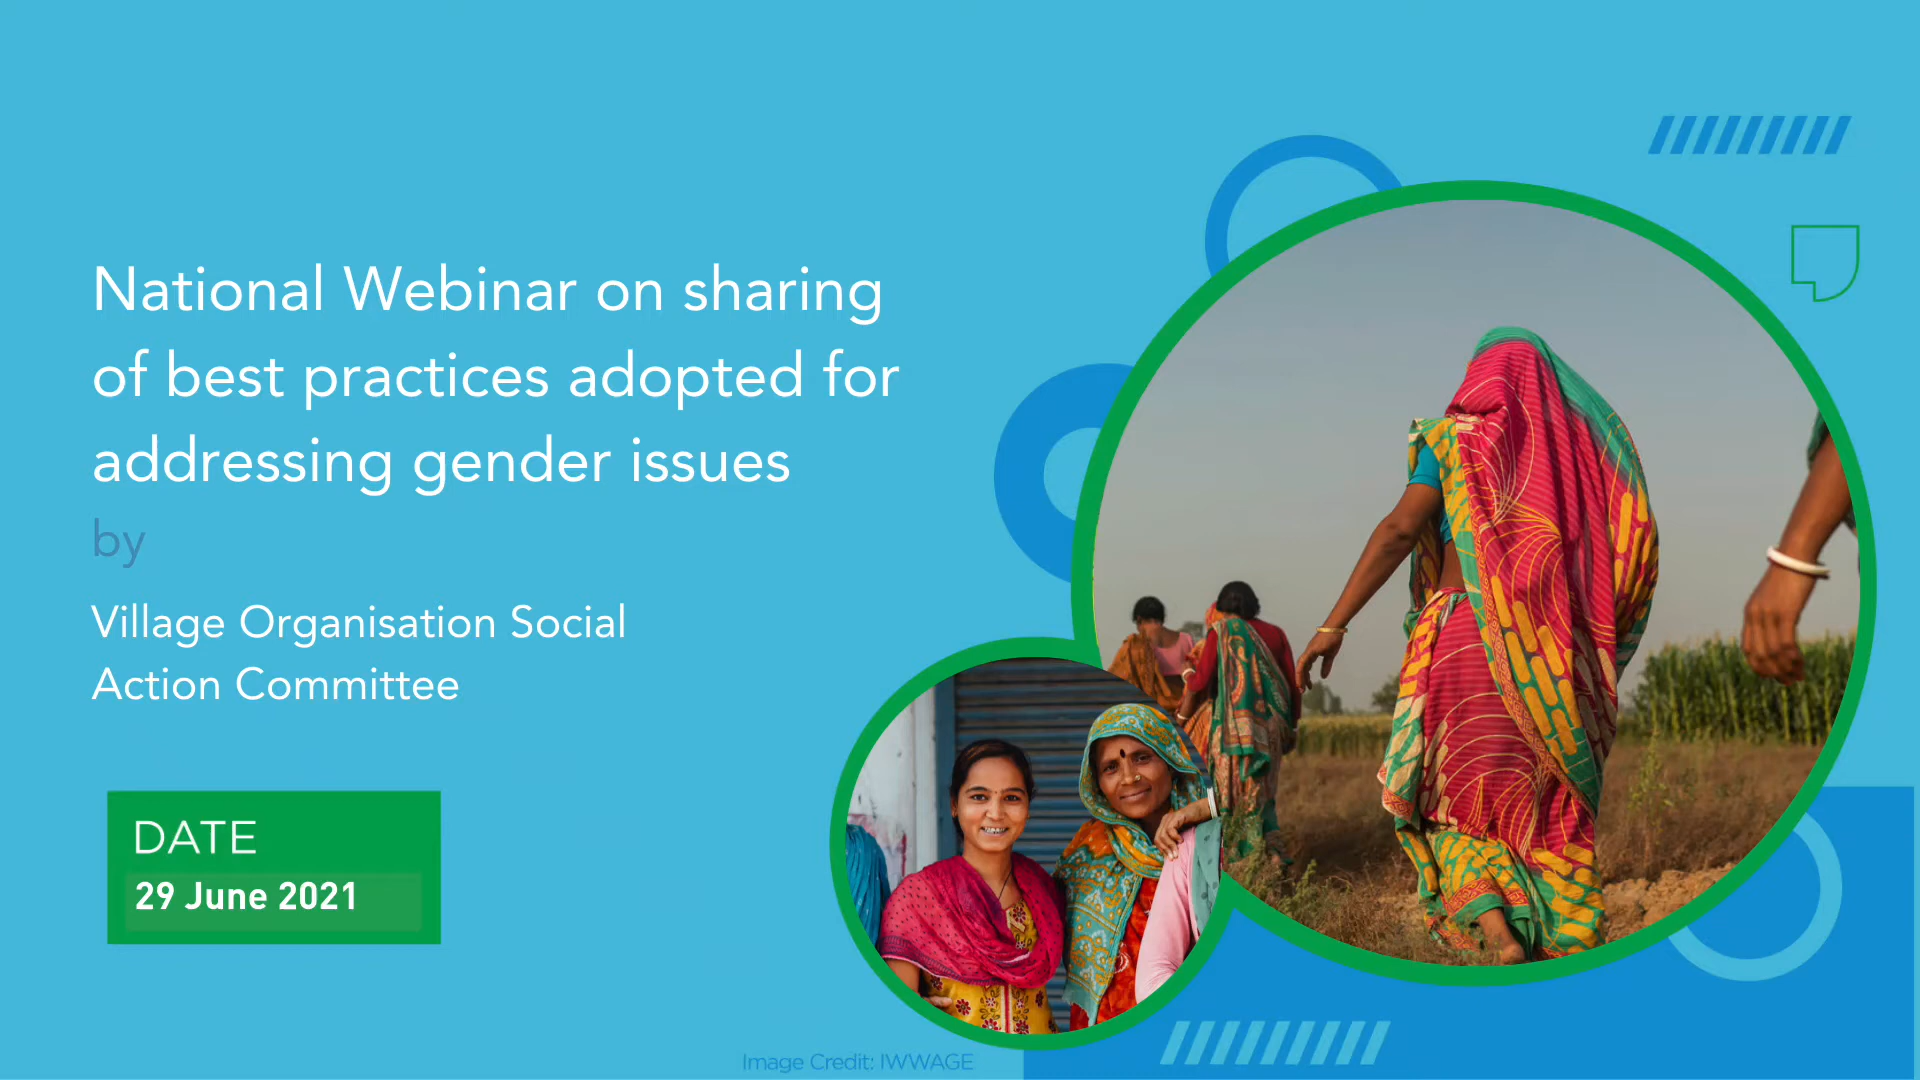 National Webinar on sharing
of best practices adopted for
addressing gender issues
by
Village Organisation Social
Action Committee
DATE
29 June 2021
Image Credit: IWWAGE